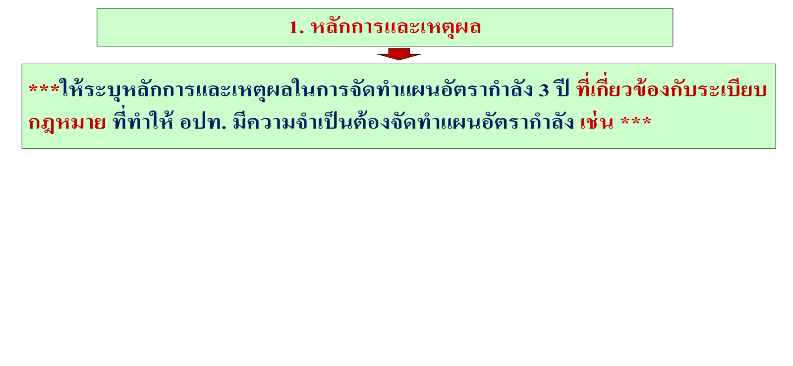 1. หลักการและเหตุผล
***ให้ระบุหลักการและเหตุผลในการจัดทำแผนอัตรากำลัง 3 ปี ที่เกี่ยวข้องกับระเบียบ
กฎหมาย ที่ทำให้ อปท. มีความจำเป็นต้องจัดทำแผนอัตรากำลัง เช่น ***